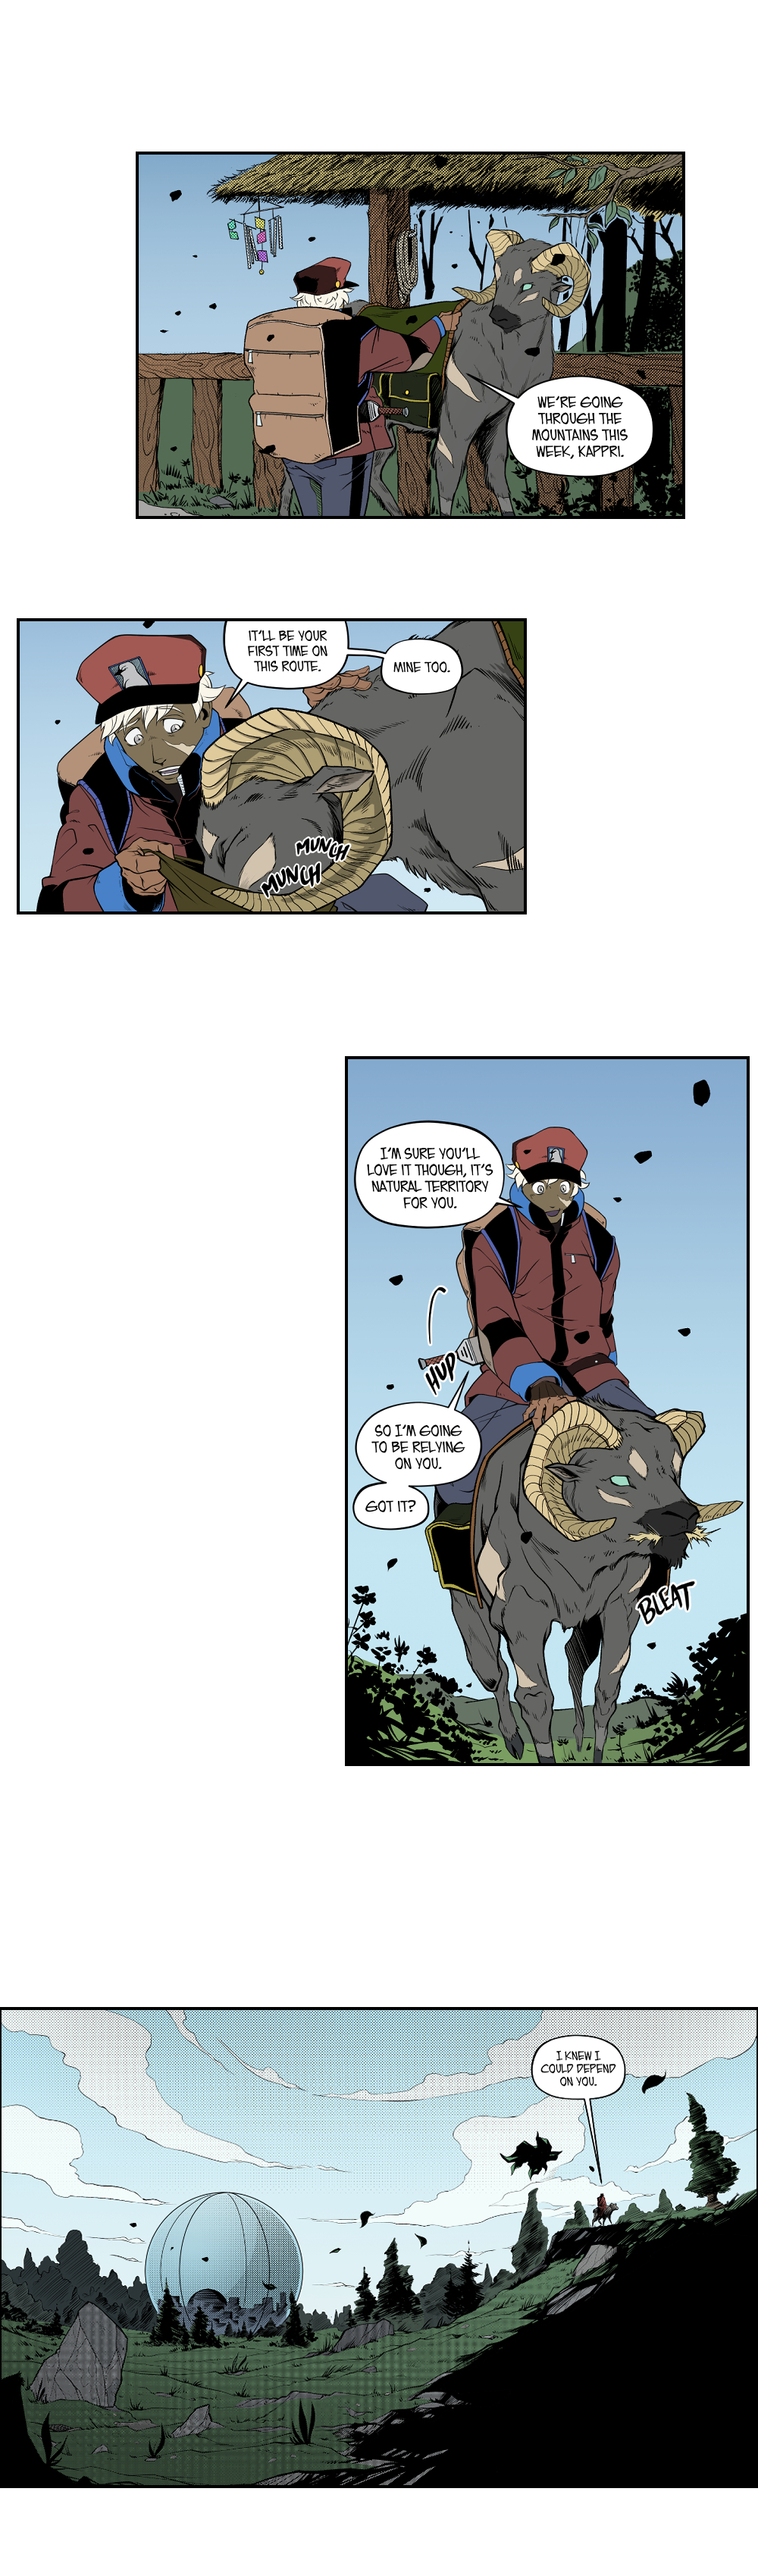 WE'RE GOING
THROUGH THE
MOUNTAINS THIS
WEEK, KAPPRI.
IT'LL BE YOUR
FIRST TIME ON
THIS ROUTE.
MINE TOO.
MUNCH
MUNCH
I'M SURE YOU'LL
LOVE IT THOUGH, IT'S
NATURAL TERRITORY
FOR YOU.
HUP
SO I'M GOING
TO BE RELYING
ON YOU.
GOT IT?
BLEAT
I KNEW I
COULD DEPEND
ON YOU.